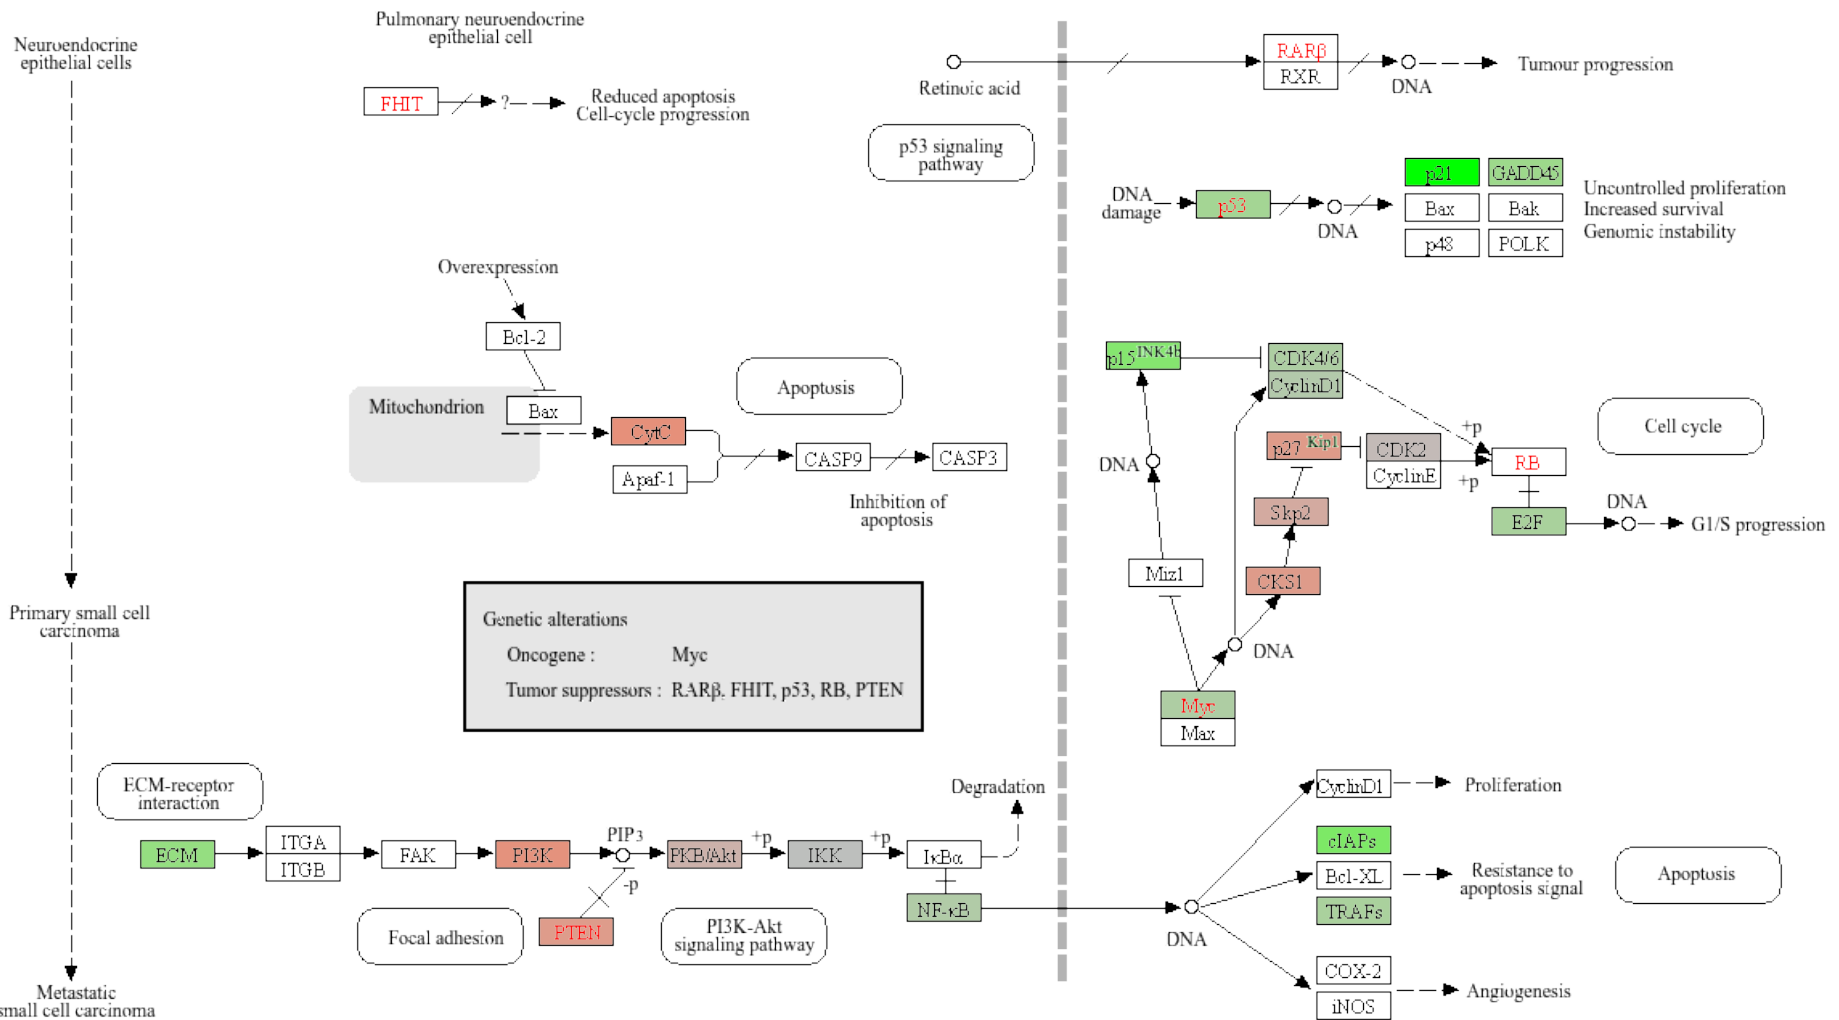 Neuroendocrine
epithelial cells
Pulmonary neuroendocrine
epithelial cell
FHIT
?
Reduced apoptosis
Cell-cycle progression
Retinoic acid
RARβ
RXR
DNA
Tumour progression
p53 signaling
pathway
DNA
damage
p53
DNA
p21
GADD45
Bax
Bak
p48
POLK
Uncontrolled proliferation
Increased survival
Genomic instability
Overexpression
Bcl-2
Mitochondrion
Bax
CytC
Apaf-1
Apoptosis
CASP9
CASP3
Inhibition of
apoptosis
p15INK4b
CDK4/6
CyclinD1
p27 Kip1
CDK2
CyclinE
+p
+p
RB
Cell cycle
DNA
Skp2
E2F
DNA
G1/S progression
Miz1
CKS1
DNA
Myc
Max
Primary small cell
carcinoma
Genetic alterations
Oncogene : Myc
Tumor suppressors : RARβ, FHIT, p53, RB, PTEN
ECM-receptor
interaction
ECM
ITGA
ITGB
FAK
PI3K
PIP3
-p
PTEN
PKB/Akt
+p
IKK
+p
IκBα
Degradation
NF-κB
Focal adhesion
PI3K-Akt
signaling pathway
DNA
CyclinD1
Proliferation
cIAPs
Bcl-XL
TRAFs
Resistance to
apoptosis signal
Apoptosis
COX-2
iNOS
Angiogenesis
Metastatic
small cell carcinoma